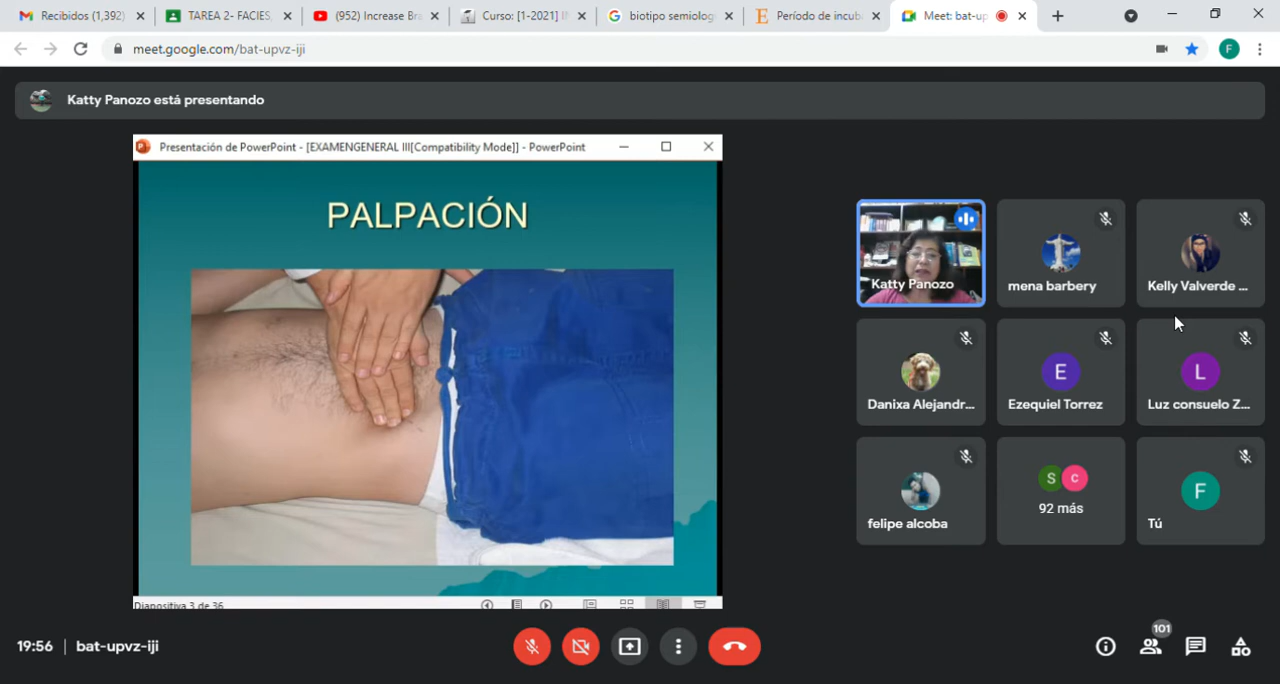 Recibidos (1,392)
TAREA 2- FACIES,
(952) Increase Bra
Curso: [1-2021] II
biotipo semiolog
Período de incub
Meet: bat-up
meet.google.com/bat-upvz-iji
F
Katty Panozo está presentando
Presentación de PowerPoint - [EXAMENGENERAL III[Compatibility Mode]] - PowerPoint
PALPACIÓN
Diapositiva 3 de 36
Katty Panozo
mena barbery
Kelly Valverde ...
Danixa Alejandr...
E
Ezequiel Torrez
L
Luz consuelo Z...
felipe alcoba
S C
92 más
F
Tú
19:56 | bat-upvz-iji
101